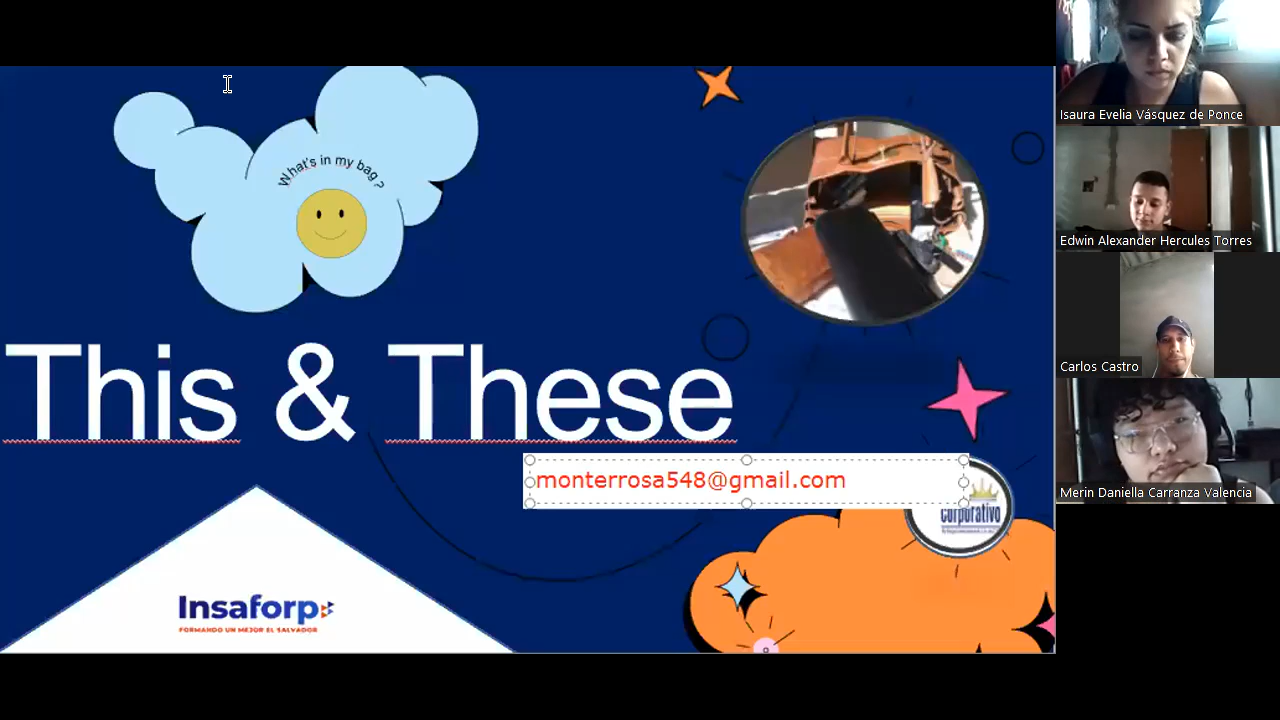 What's in my bag ?
This & These
monterrosa548@gmail.com
corporativo
Insaforp
FORMANDO UN MEJOR EL SALVADOR
Isaura Evelia Vásquez de Ponce
Edwin Alexander Hercules Torres
Carlos Castro
Merin Daniella Carranza Valencia